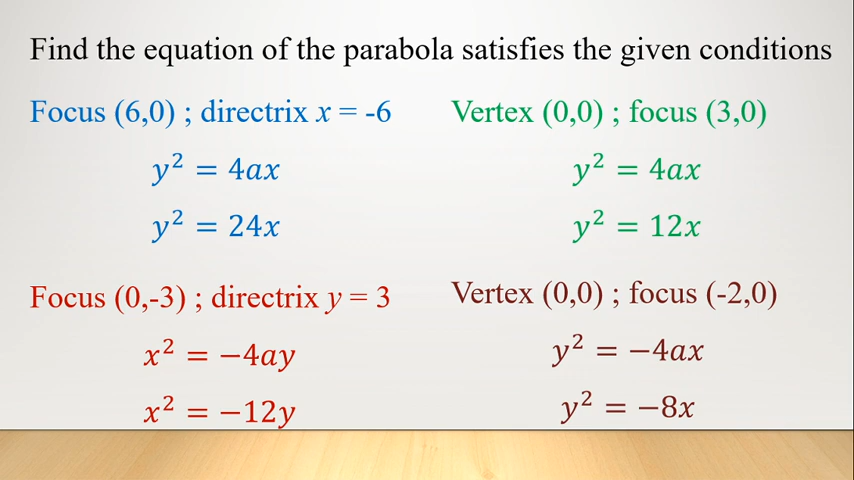 Find the equation of the parabola satisfies the given conditions
Focus (6,0) ; directrix x = -6
y² = 4ax
y² = 24x
Vertex (0,0) ; focus (3,0)
y² = 4ax
y² = 12x
Focus (0,-3) ; directrix y = 3
x² = −4ay
x² = −12y
Vertex (0,0) ; focus (-2,0)
y² = −4ax
y² = −8x